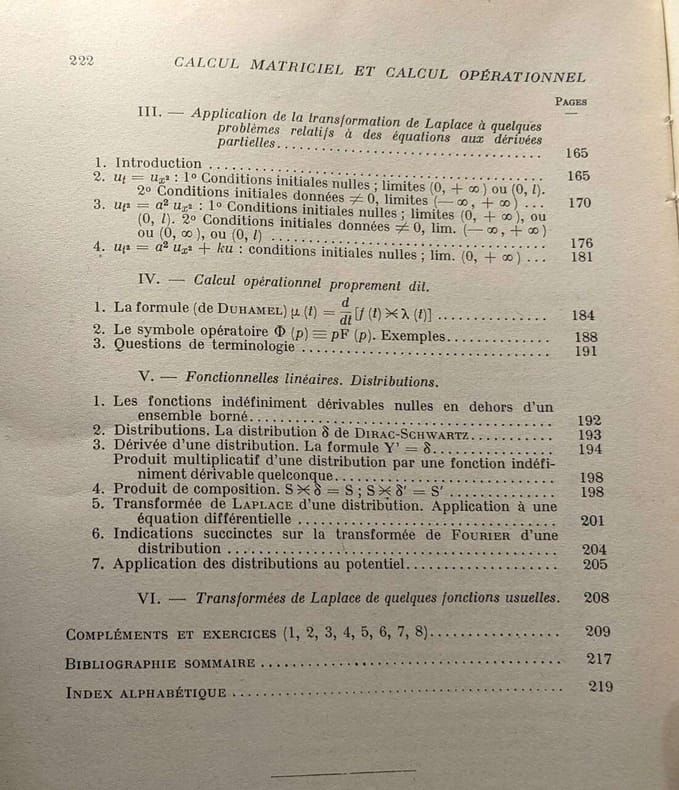 222 CALCUL MATRICIEL ET CALCUL OPÉRATIONNEL
PAGES
III. — Application de la transformation de Laplace à quelques
problèmes relatifs à des équations aux dérivées
partielles........................................ 165
1. Introduction ........................................ 165
2. uₜ = uₓ² : 1º Conditions initiales nulles ; limites (0, + ∞) ou (0, l).
2º Conditions initiales données ≠ 0, limites (— ∞, + ∞) ... 170
3. uₜ² = a² uₓ² : 1º Conditions initiales nulles ; limites (0, + ∞), ou
(0, l). 2º Conditions initiales données ≠ 0, lim. (— ∞, + ∞)
ou (0, ∞), ou (0, l) ........................................ 176
4. uₜ² = a² uₓ² + ku : conditions initiales nulles ; lim. (0, + ∞) ... 181
IV. — Calcul opérationnel proprement dit.
1. La formule (de DUHAMEL) μ (t) = d/dt [f (t) ⚹ λ (t)] ................ 184
2. Le symbole opératoire Φ (p) ≡ pF (p). Exemples............... 188
3. Questions de terminologie ................................... 191
V. — Fonctionnelles linéaires. Distributions.
1. Les fonctions indéfiniment dérivables nulles en dehors d'un
ensemble borné........................................ 192
2. Distributions. La distribution δ de DIRAC-SCHWARTZ........... 193
3. Dérivée d'une distribution. La formule Y' = δ................. 194
Produit multiplicatif d'une distribution par une fonction indéfi-
niment dérivable quelconque............................. 198
4. Produit de composition. S ⚹ δ = S ; S ⚹ δ' = S' ............... 198
5. Transformée de LAPLACE d'une distribution. Application à une
équation différentielle ................................... 201
6. Indications succinctes sur la transformée de FOURIER d'une
distribution ........................................ 204
7. Application des distributions au potentiel.................... 205
VI. — Transformées de Laplace de quelques fonctions usuelles. 208
COMPLÉMENTS ET EXERCICES (1, 2, 3, 4, 5, 6, 7, 8)................. 209
BIBLIOGRAPHIE SOMMAIRE ........................................ 217
INDEX ALPHABÉTIQUE ........................................ 219